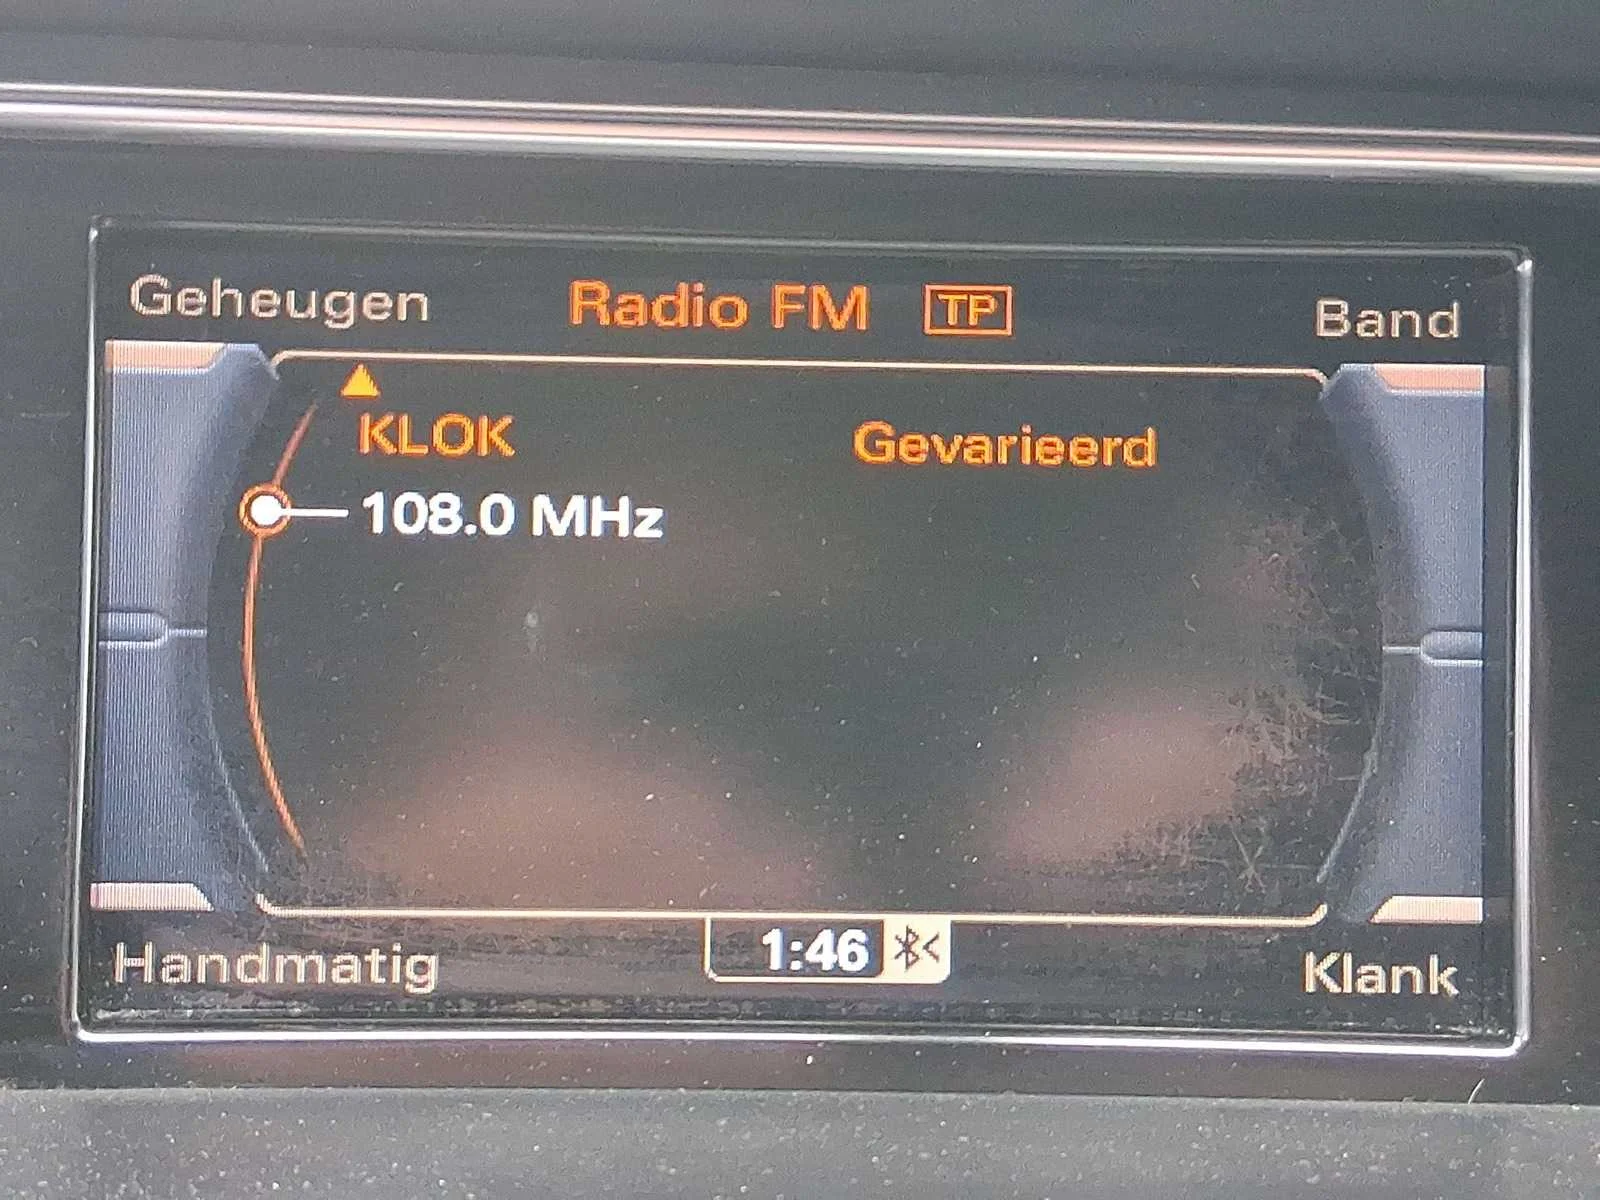 Geheugen Radio FM TP Band
KLOK Gevarieerd
108.0 MHz
Handmatig 1:46 Klank